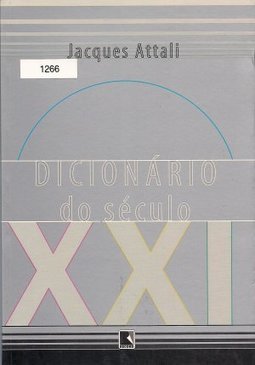 Jacques Attali
1266
DICIONÁRIO
do século
XXI